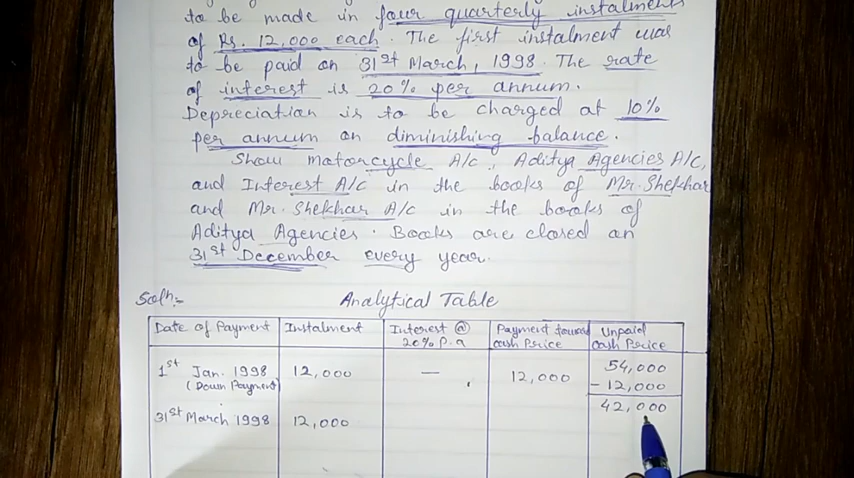 to be made in four quarterly instalments
of Rs. 12,000 each. The first instalment was
to be paid on 31st March, 1998. The rate
of interest is 20% per annum.
Depreciation is to be charged at 10%
per annum on diminishing balance.
Show Motorcycle A/c, Aditya Agencies A/C,
and Interest A/c in the books of Mr. Shekhar
and Mr. Shekhar A/c in the books of
Aditya Agencies. Books are closed on
31st December every year.
Soln:-
Analytical Table
Date of Payment Instalment Interest @ 20% P.a Payment toward cash Price Unpaid Cash Price
1st Jan. 1998 12,000 — 12,000 54,000
(Down Payment) - 12,000
42,000
31st March 1998 12,000